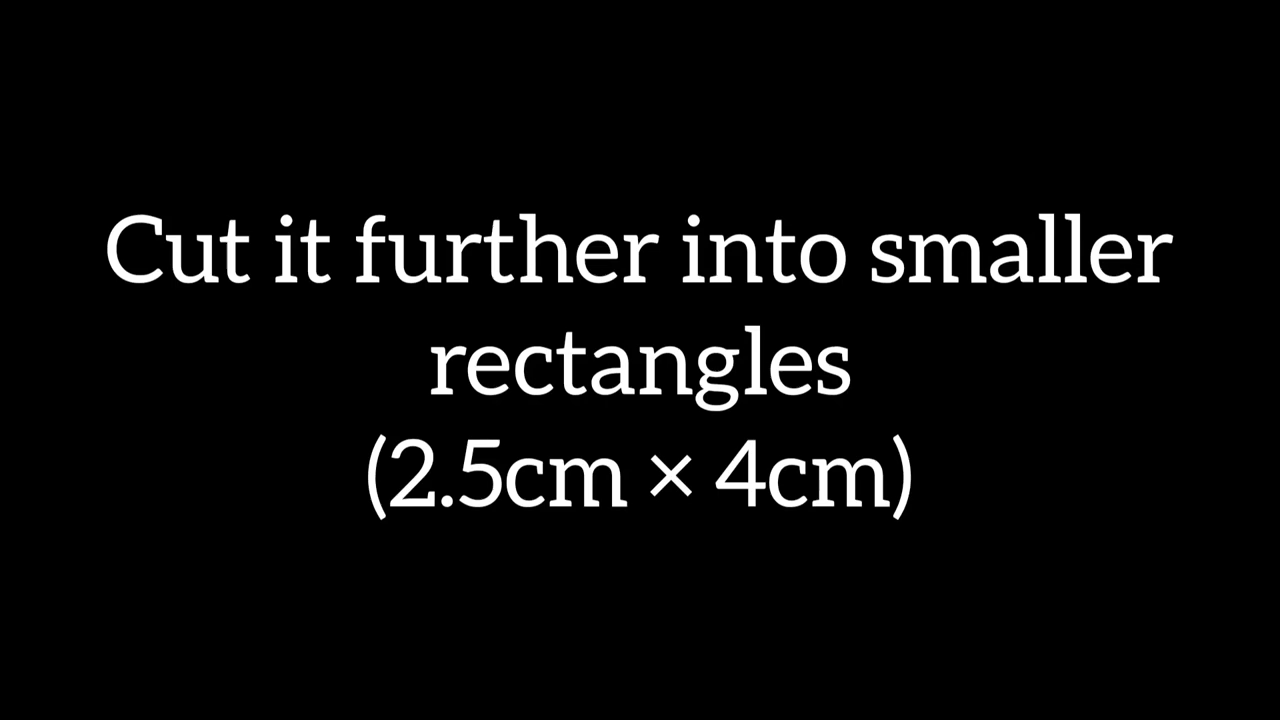 Cut it further into smaller
rectangles
(2.5cm × 4cm)